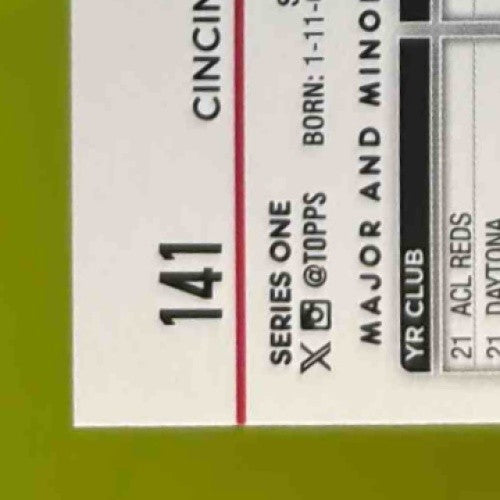 141
CINCIN
SERIES ONE
X @TOPPS
BORN: 1-11-
MAJOR AND MINO
YR CLUB
21 ACL REDS
21 DAYTONA